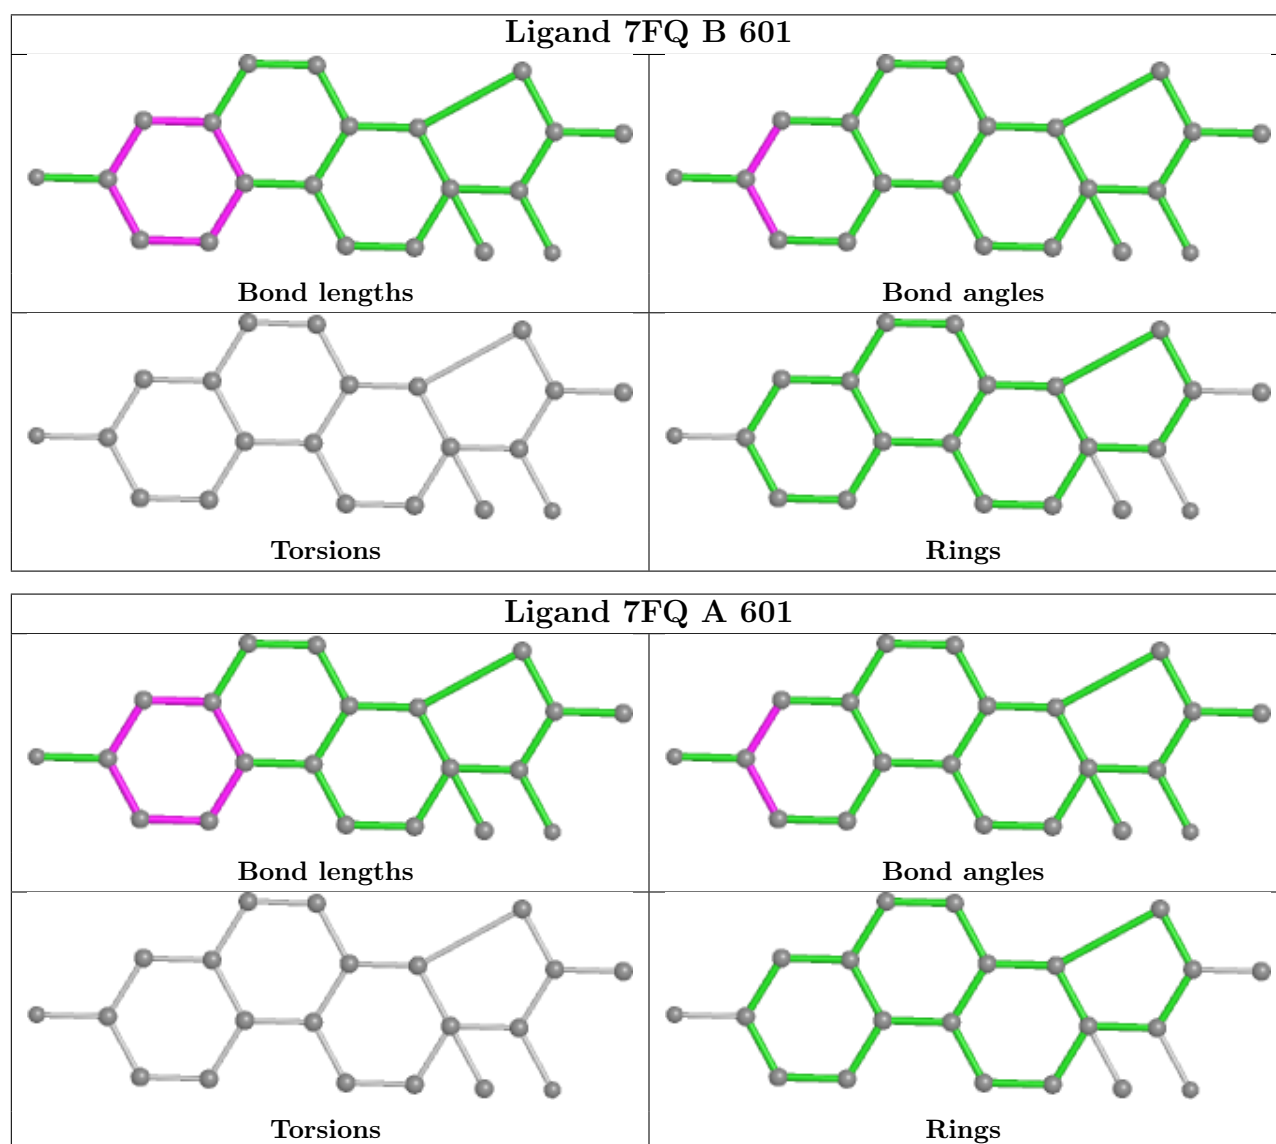 Ligand 7FQ B 601
Bond lengths
Bond angles
Torsions
Rings
Ligand 7FQ A 601
Bond lengths
Bond angles
Torsions
Rings